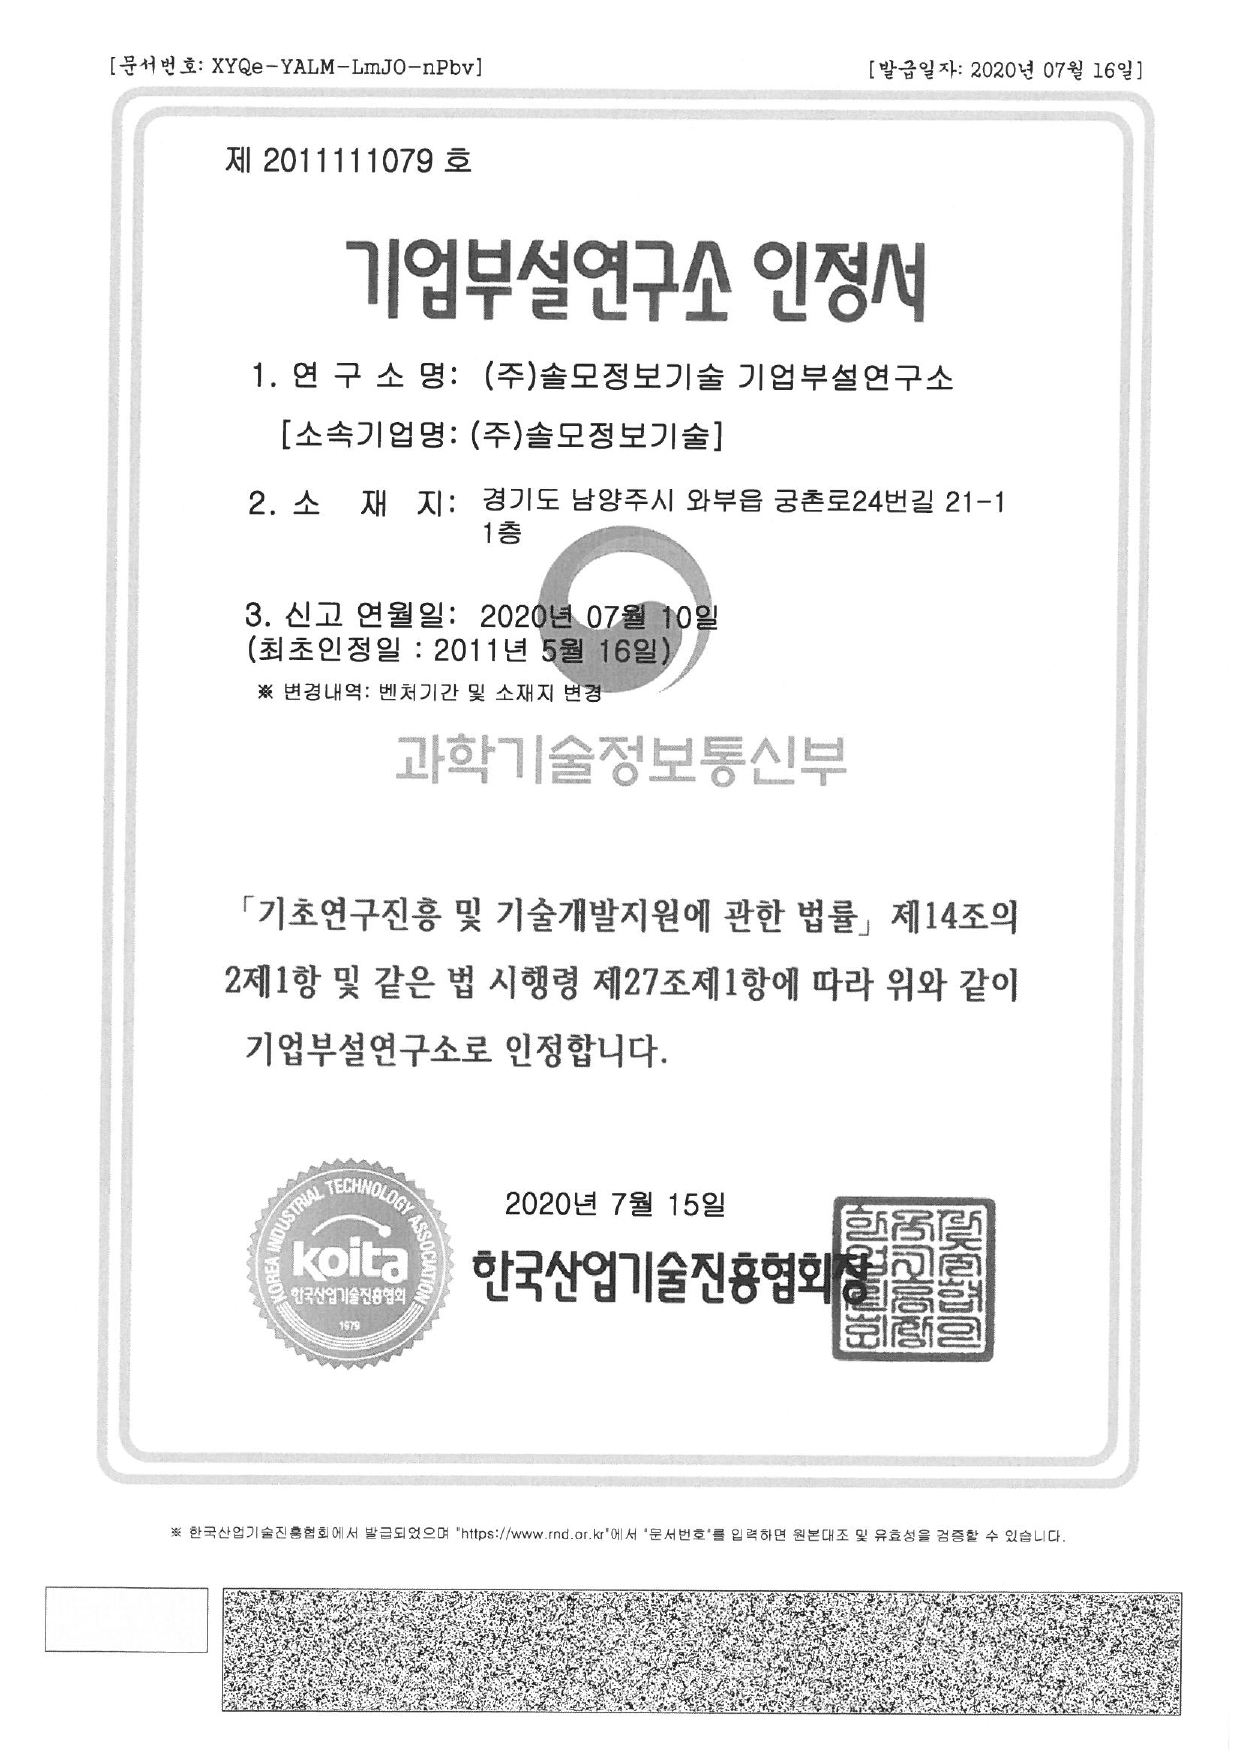 [문서번호: XYQe-YALM-LmJO-nPbv]
[발급일자: 2020년 07월 16일]
제 2011111079 호
기업부설연구소 인정서
1. 연 구 소 명: (주)솔모정보기술 기업부설연구소
[소속기업명: (주)솔모정보기술]
2. 소 재 지: 경기도 남양주시 와부읍 궁촌로24번길 21-1
1층
3. 신고 연월일: 2020년 07월 10일
(최초인정일 : 2011년 5월 16일)
※ 변경내역: 벤처기간 및 소재지 변경
과학기술정보통신부
「기초연구진흥 및 기술개발지원에 관한 법률」 제14조의
2제1항 및 같은 법 시행령 제27조제1항에 따라 위와 같이
기업부설연구소로 인정합니다.
KOREA INDUSTRIAL TECHNOLOGY ASSOCIATION
koita
한국산업기술진흥협회
1979
2020년 7월 15일
한국산업기술진흥협회장
※ 한국산업기술진흥협회에서 발급되었으며 "https://www.rnd.or.kr"에서 "문서번호"를 입력하면 원본대조 및 유효성을 검증할 수 있습니다.